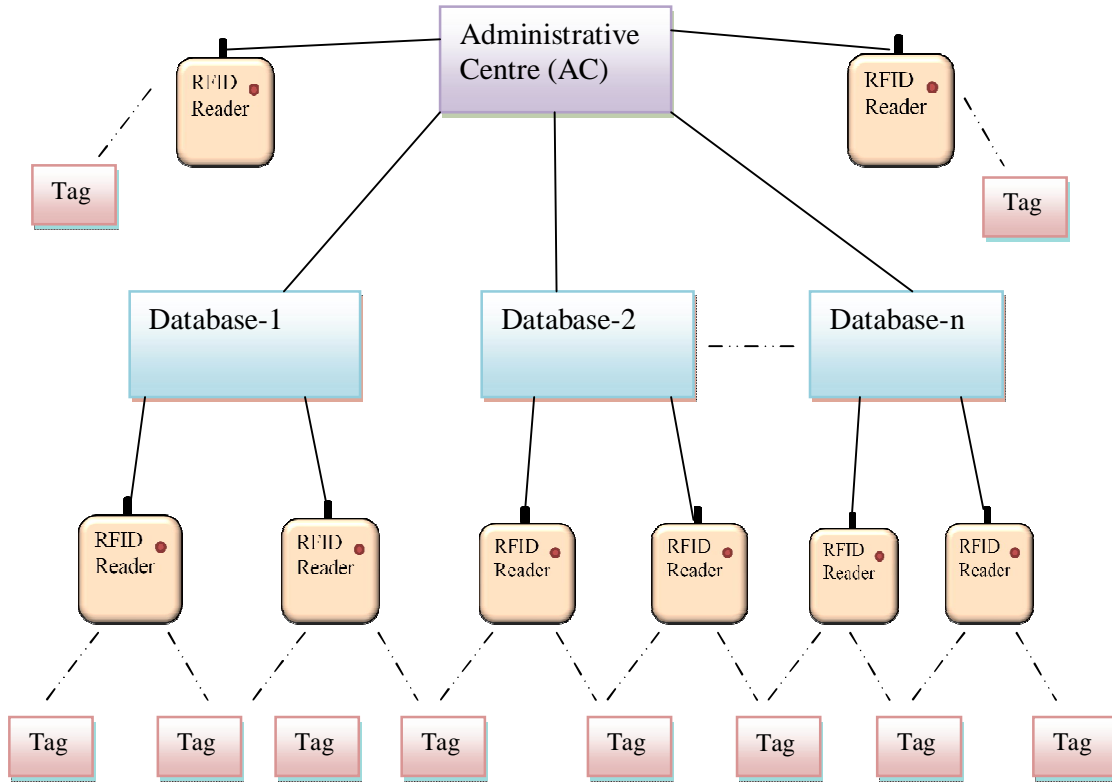 Administrative
Centre (AC)
RFID
Reader
RFID
Reader
Tag
Tag
Database-1
Database-2
Database-n
RFID
Reader
RFID
Reader
RFID
Reader
RFID
Reader
RFID
Reader
RFID
Reader
Tag
Tag
Tag
Tag
Tag
Tag
Tag
Tag